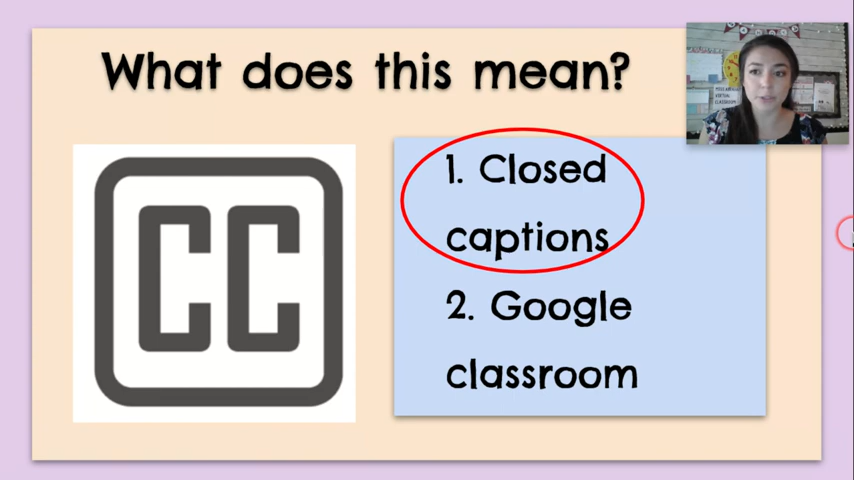 What does this mean?
CC
1. Closed
captions
2. Google
classroom